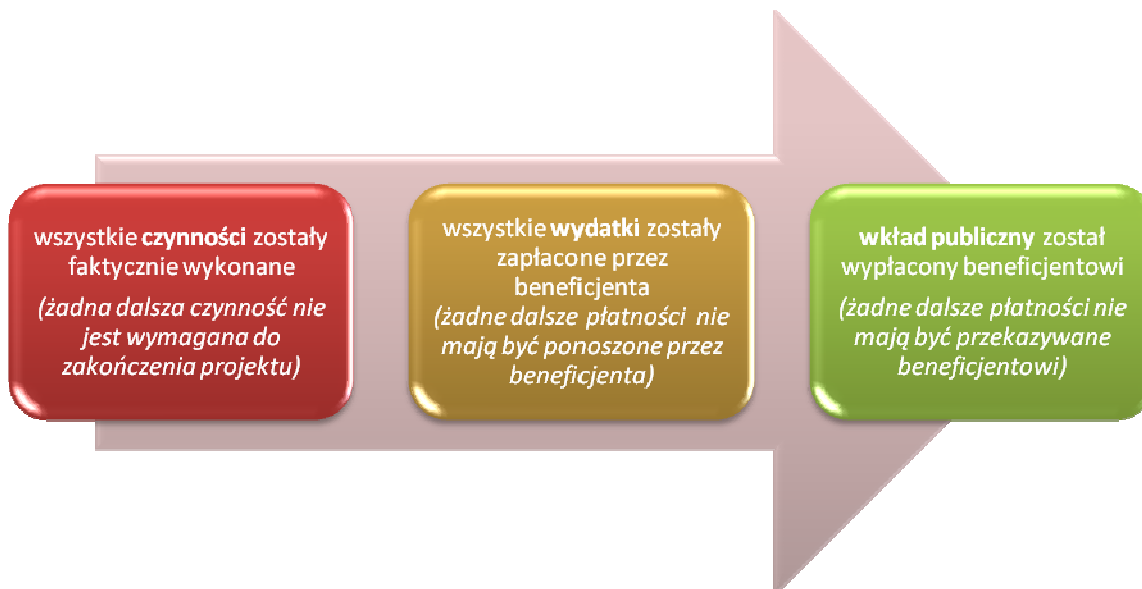 wszystkie czynności zostały
faktycznie wykonane
(żadna dalsza czynność nie
jest wymagana do
zakończenia projektu)
wszystkie wydatki zostały
zapłacone przez
beneficjenta
(żadne dalsze płatności nie
mają być ponoszone przez
beneficjenta)
wkład publiczny został
wypłacony beneficjentowi
(żadne dalsze płatności nie
mają być przekazywane
beneficjentowi)